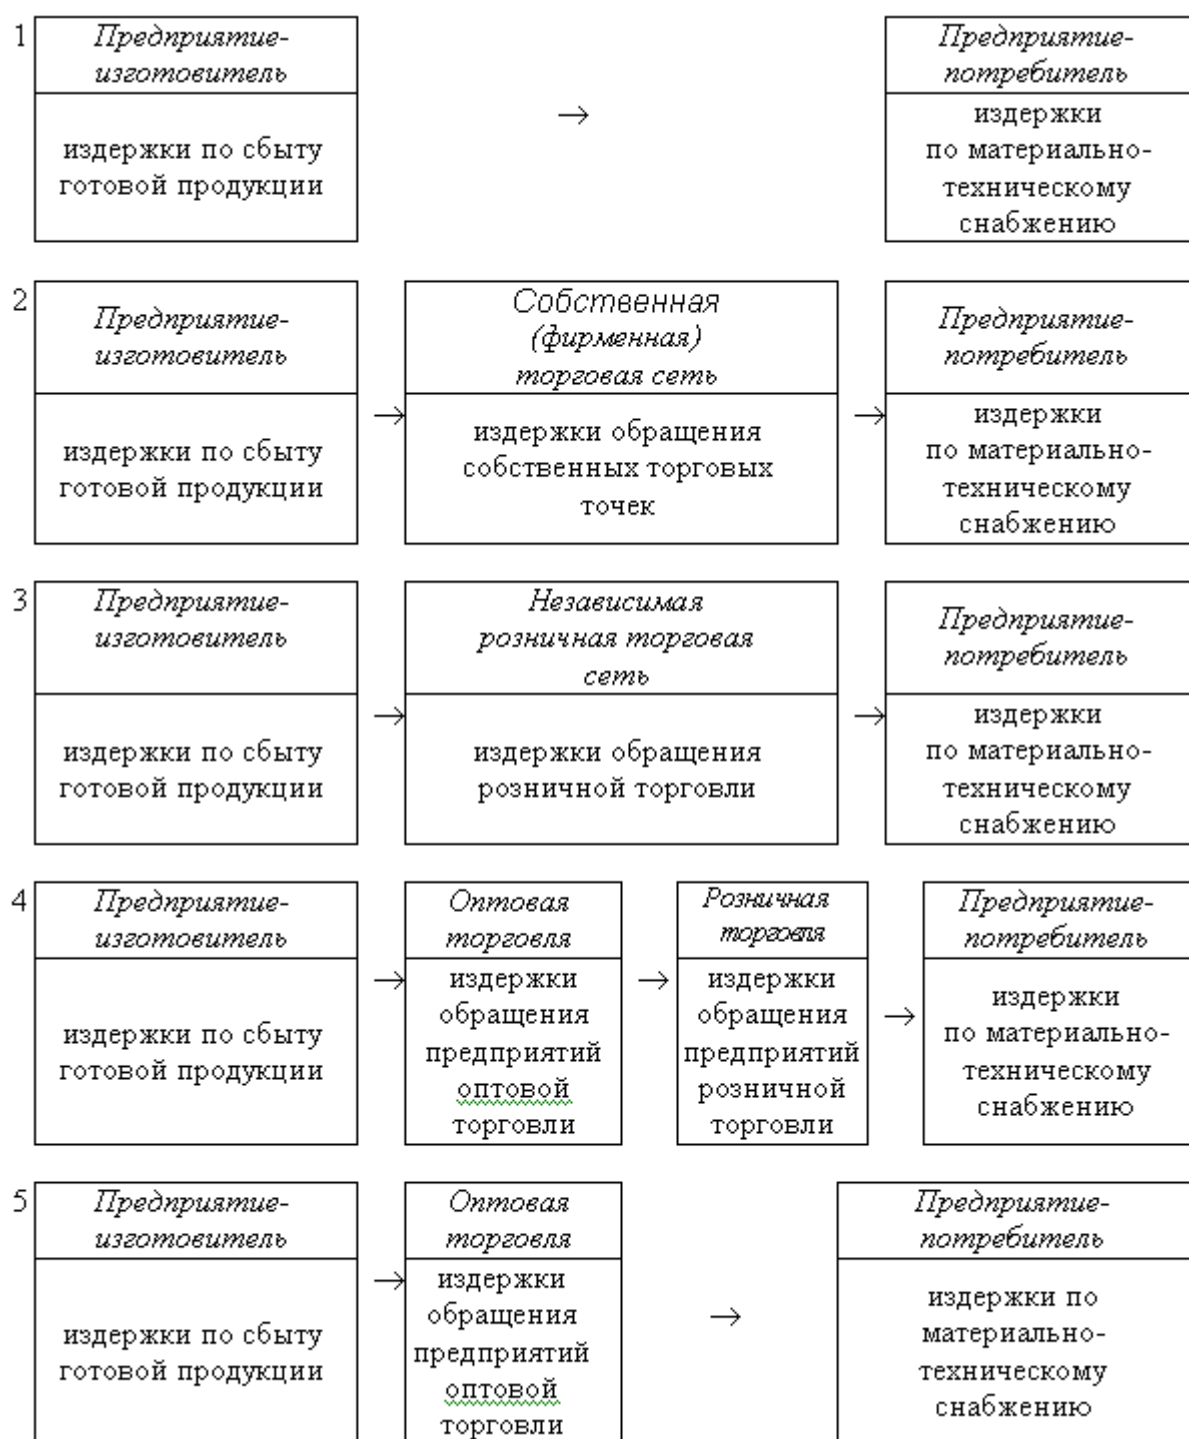 1
Предприятие-
изготовитель
издержки по сбыту
готовой продукции
→
Предприятие-
потребитель
издержки
по материально-
техническому
снабжению
2
Предприятие-
изготовитель
издержки по сбыту
готовой продукции
→
Собственная
(фирменная)
торговая сеть
издержки обращения
собственных торговых
точек
→
Предприятие-
потребитель
издержки
по материально-
техническому
снабжению
3
Предприятие-
изготовитель
издержки по сбыту
готовой продукции
→
Независимая
розничная торговая
сеть
издержки обращения
розничной торговли
→
Предприятие-
потребитель
издержки
по материально-
техническому
снабжению
4
Предприятие-
изготовитель
издержки по сбыту
готовой продукции
→
Оптовая
торговля
издержки
обращения
предприятий
оптовой
торговли
→
Розничная
торговля
издержки
обращения
предприятий
розничной
торговли
→
Предприятие-
потребитель
издержки
по материально-
техническому
снабжению
5
Предприятие-
изготовитель
издержки по сбыту
готовой продукции
→
Оптовая
торговля
издержки
обращения
предприятий
оптовой
торговли
→
Предприятие-
потребитель
издержки по
материально-
техническому
снабжению